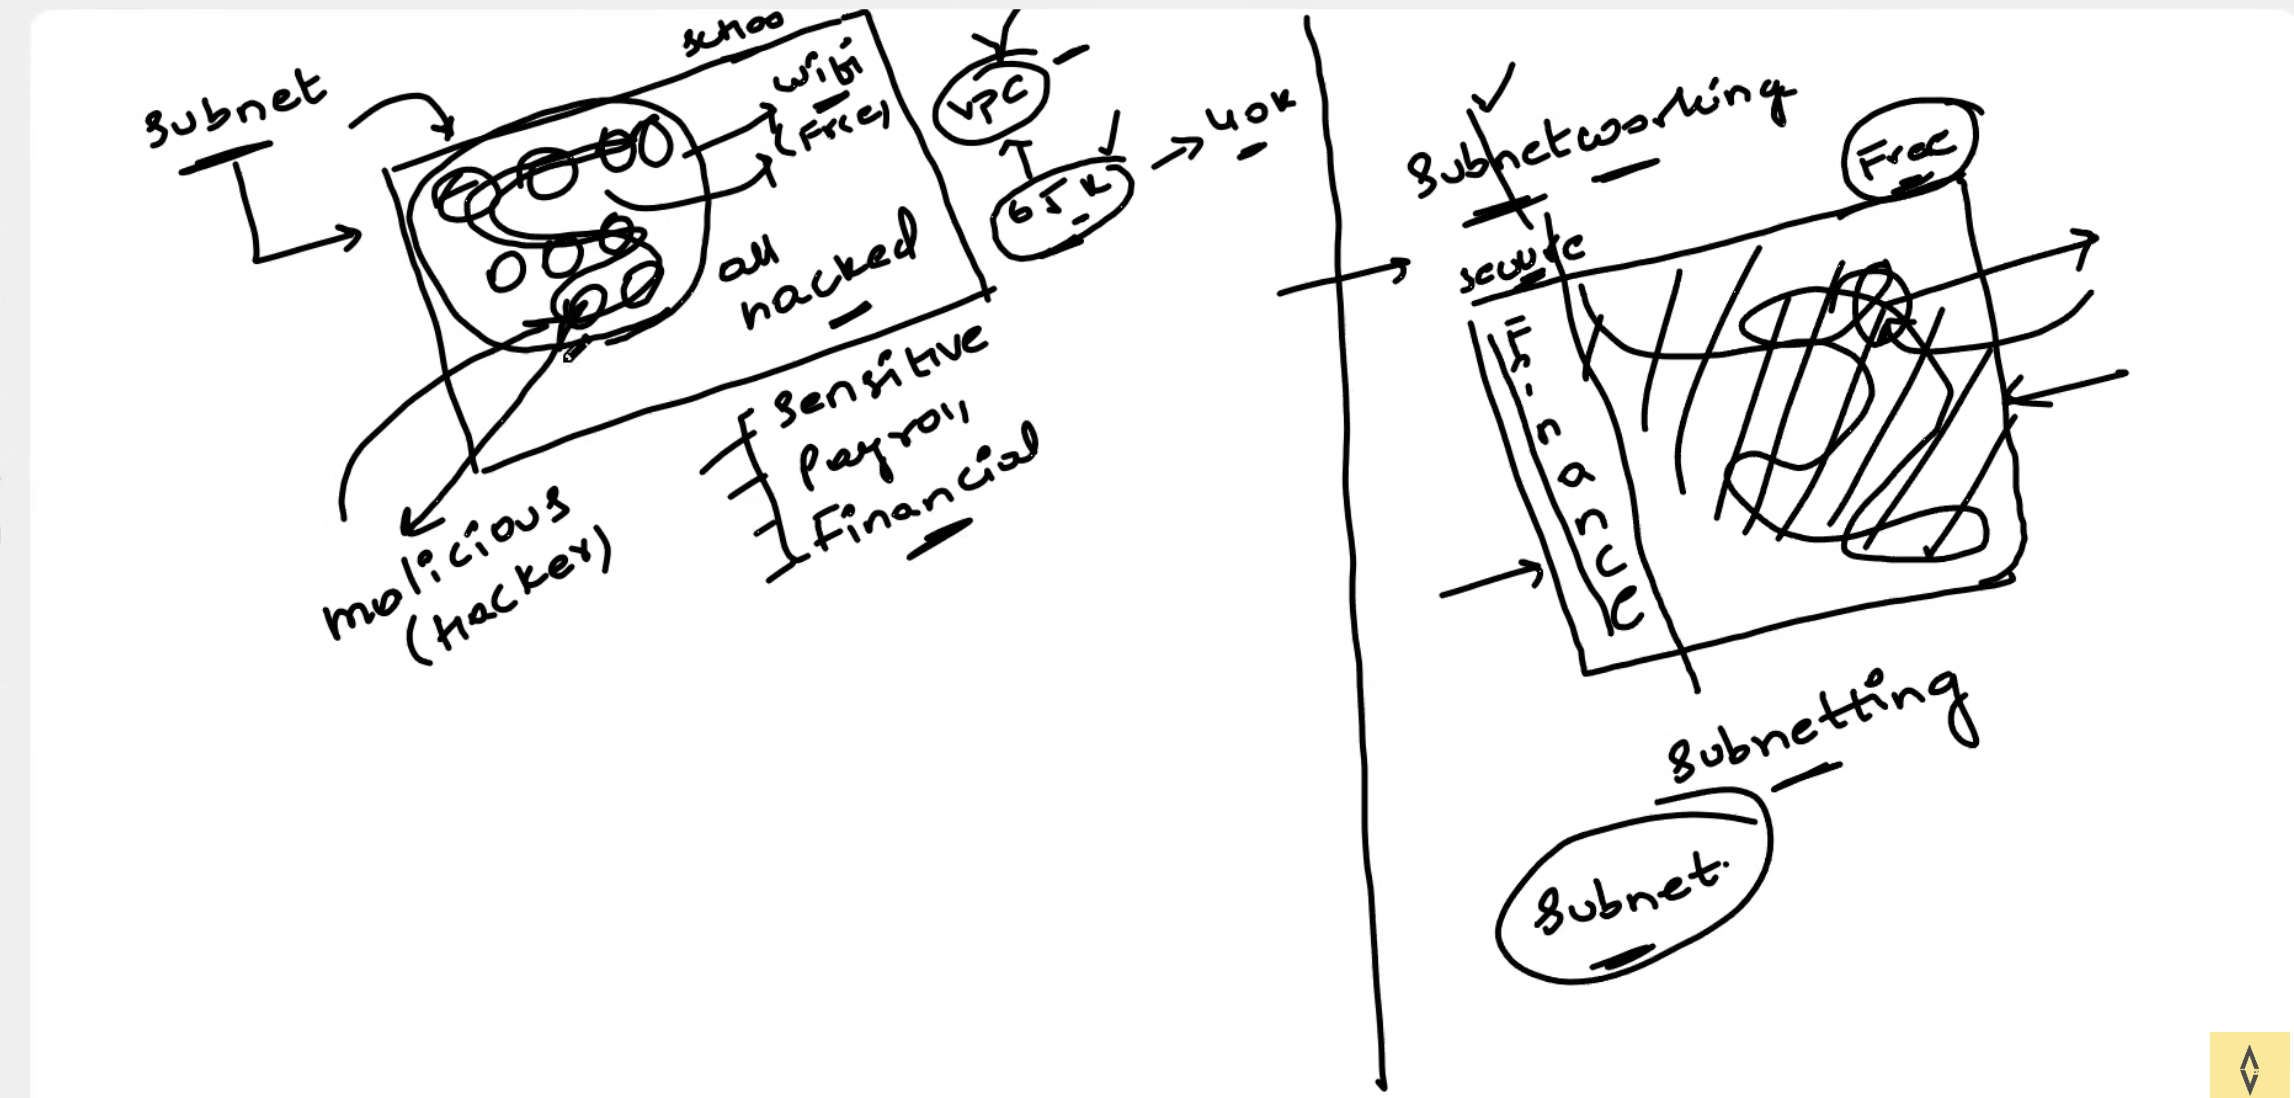 Subnet
schoo
wifi
(Free)
VPC
65K
40K
all
hacked
Sensitive
Payroll
Financial
malicious
(Hacker)
Subnetworking
Free
secure
Finance
Subnetting
Subnet.